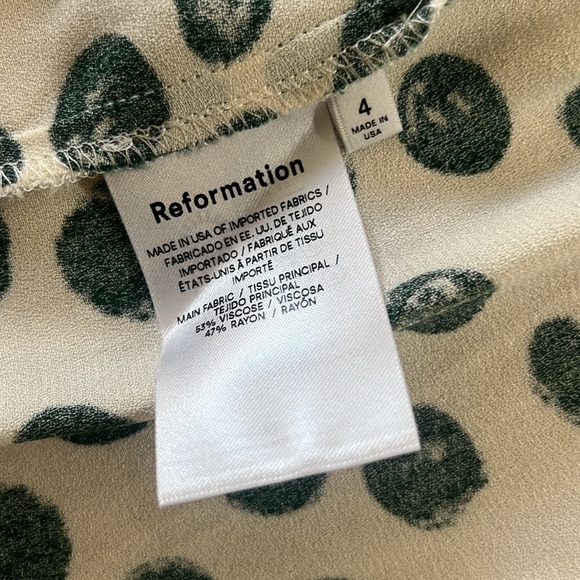 4
MADE IN
USA
Reformation
MADE IN USA OF IMPORTED FABRICS /
FABRICADO EN EE. UU. DE TEJIDO
IMPORTADO / FABRIQUÉ AUX
ÉTATS-UNIS À PARTIR DE TISSU
IMPORTÉ
MAIN FABRIC / TISSU PRINCIPAL /
TEJIDO PRINCIPAL
53% VISCOSE / VISCOSA
47% RAYON / RAYÓN